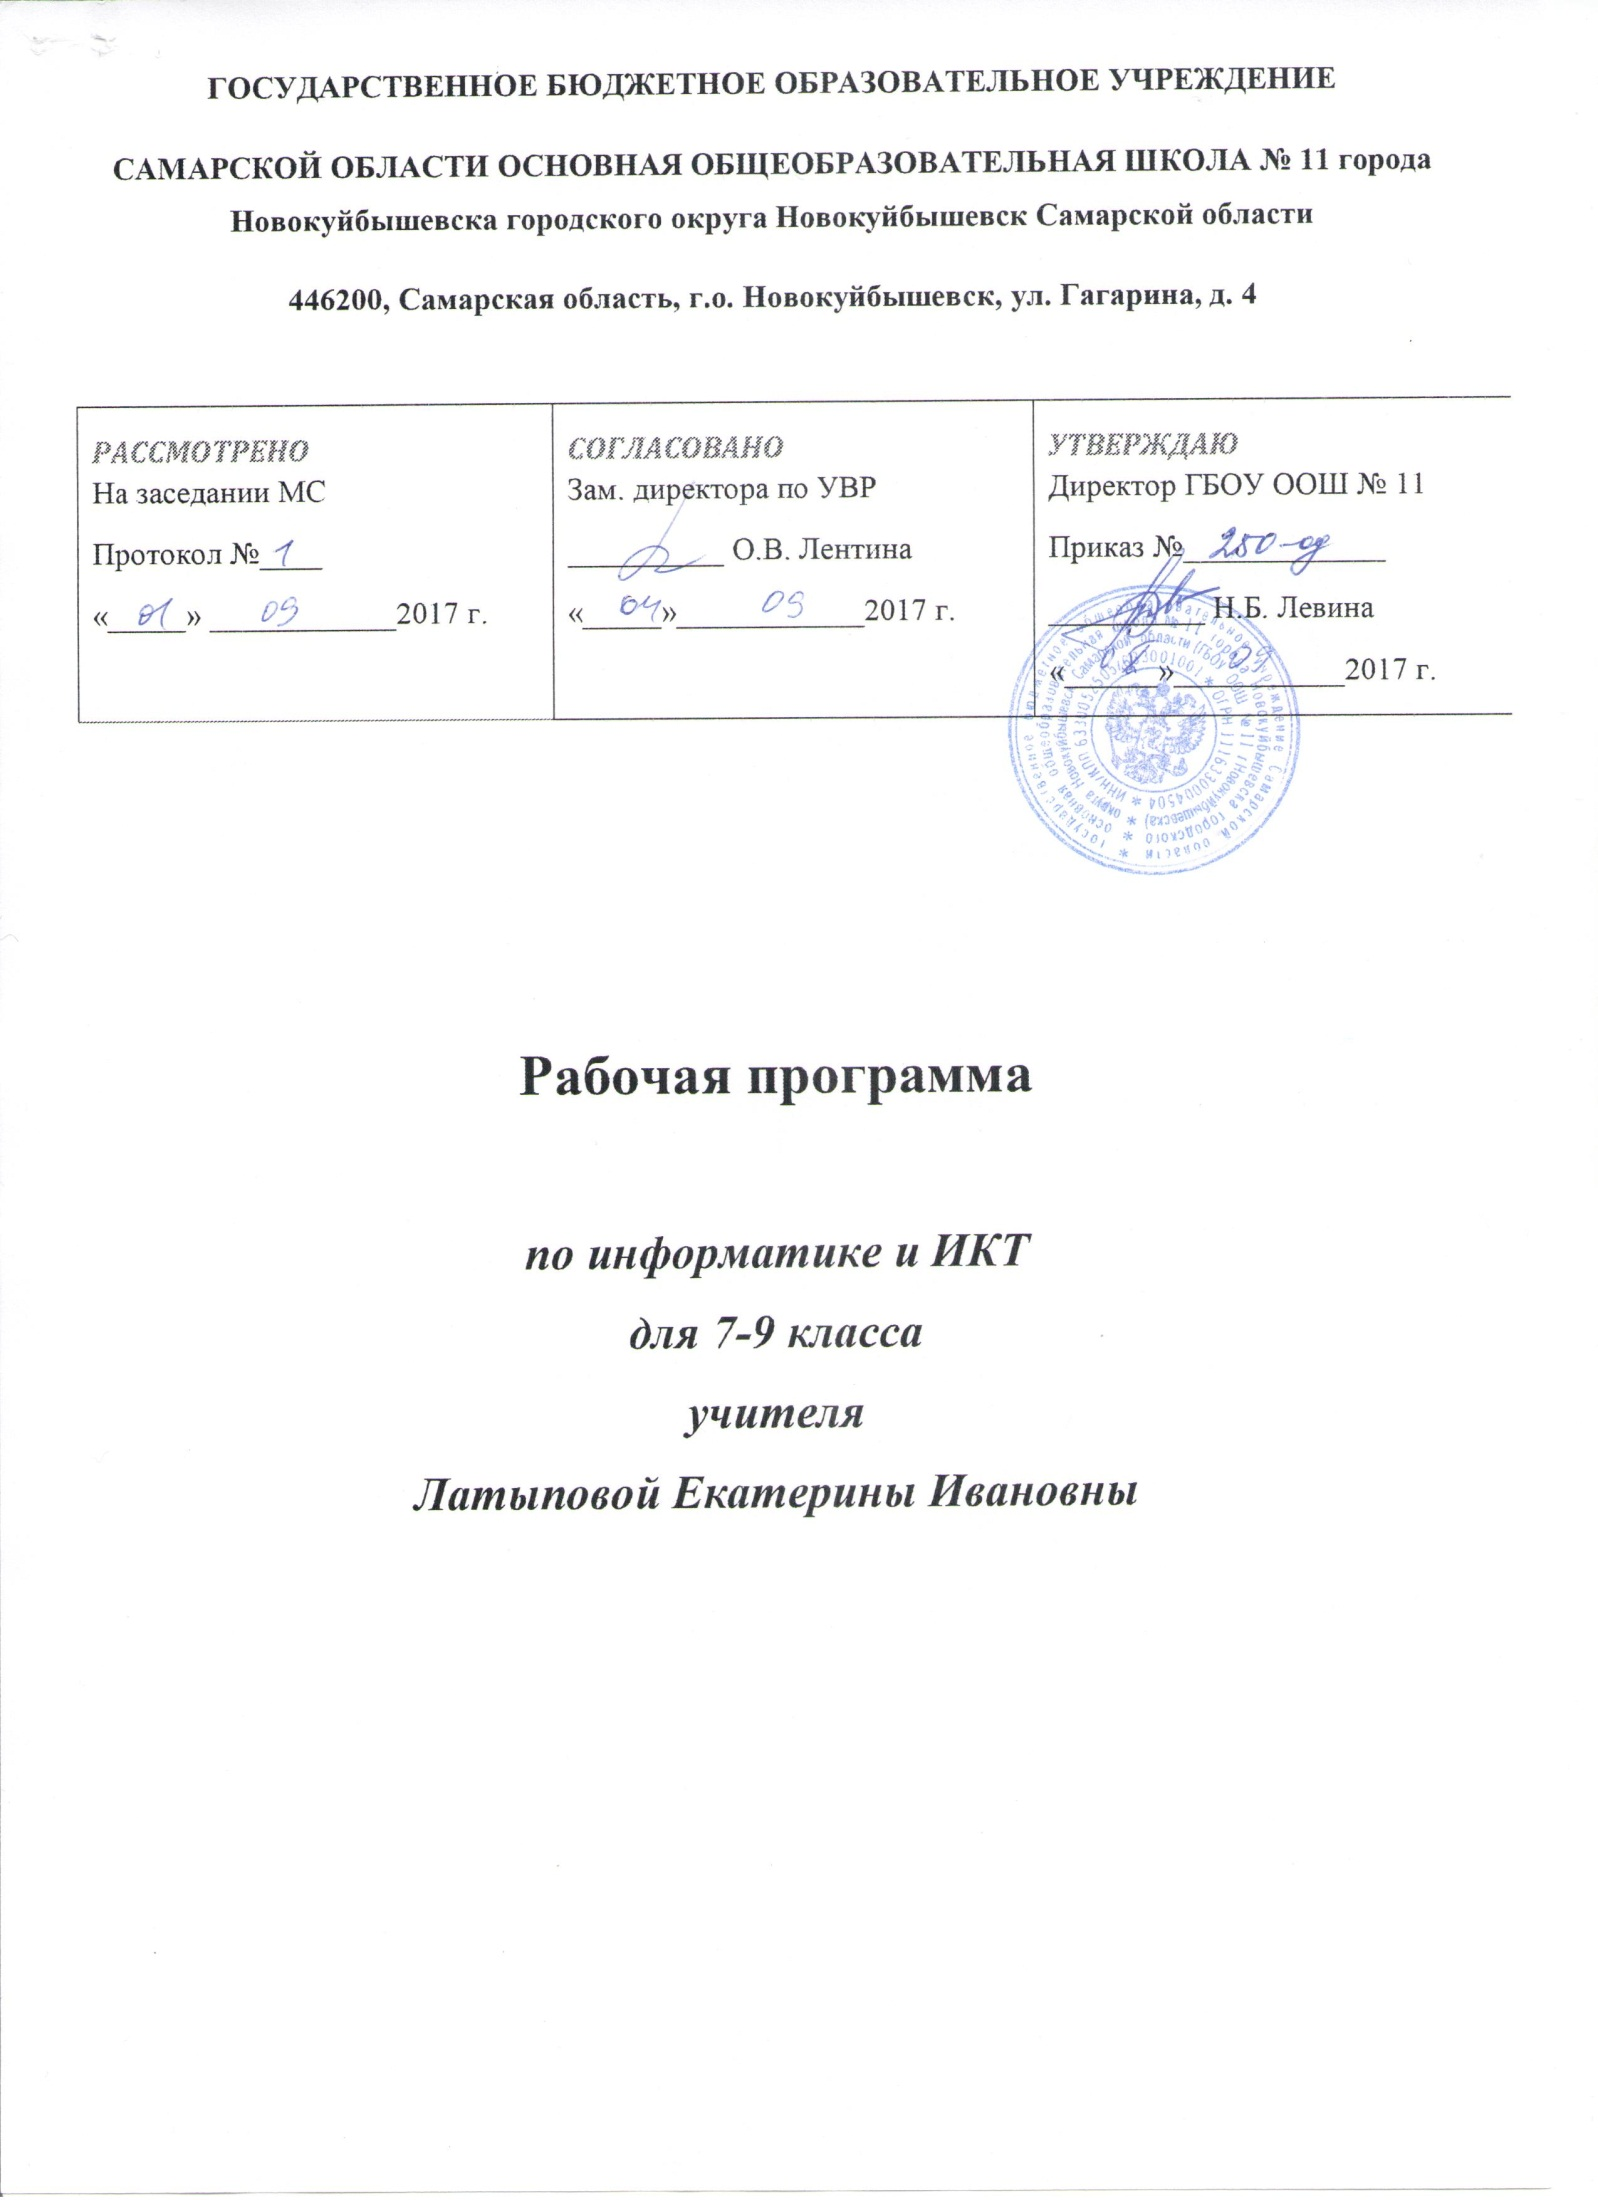 ГОСУДАРСТВЕННОЕ БЮДЖЕТНОЕ ОБРАЗОВАТЕЛЬНОЕ УЧРЕЖДЕНИЕ
САМАРСКОЙ ОБЛАСТИ ОСНОВНАЯ ОБЩЕОБРАЗОВАТЕЛЬНАЯ ШКОЛА № 11 города
Новокуйбышевска городского округа Новокуйбышевск Самарской области
446200, Самарская область, г.о. Новокуйбышевск, ул. Гагарина, д. 4
РАССМОТРЕНО
На заседании МС
Протокол № 1
«01» 09 2017 г.
СОГЛАСОВАНО
Зам. директора по УВР
О.В. Лентина
«04» 09 2017 г.
УТВЕРЖДАЮ
Директор ГБОУ ООШ № 11
Приказ № 250-од
Н.Б. Левина
« » 09 2017 г.
Рабочая программа
по информатике и ИКТ
для 7-9 класса
учителя
Латыповой Екатерины Ивановны